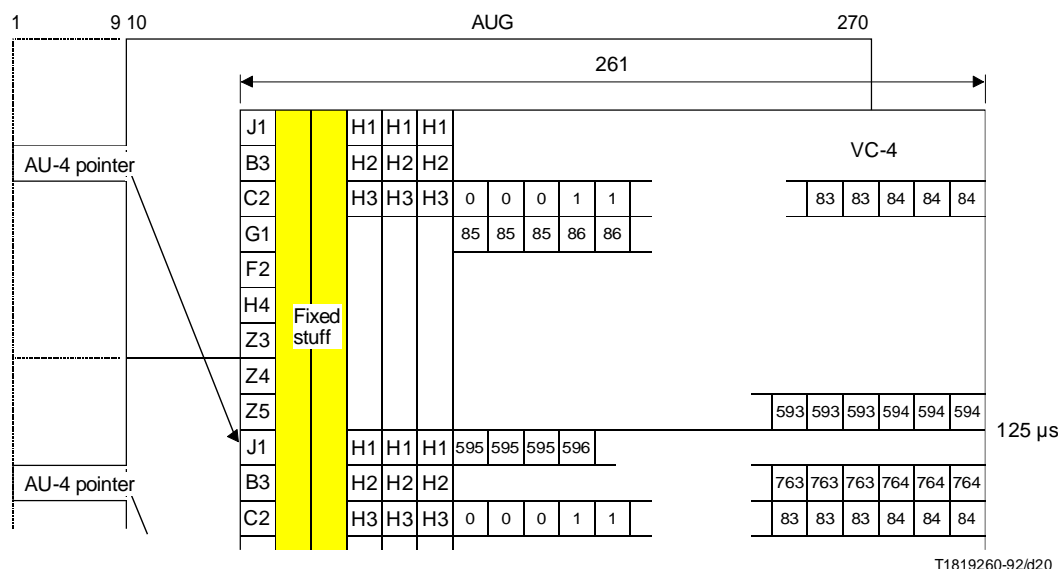 1 9 10 AUG 270
261
J1 H1 H1 H1
VC-4
AU-4 pointer B3 H2 H2 H2
C2 H3 H3 H3 0 0 0 1 1 83 83 84 84 84
G1 85 85 85 86 86
F2
H4
Fixed
stuff
Z3
Z4
Z5 593 593 593 594 594 594
125 µs
J1 H1 H1 H1 595 595 595 596
AU-4 pointer B3 H2 H2 H2 763 763 763 764 764 764
C2 H3 H3 H3 0 0 0 1 1 83 83 83 84 84 84
T1819260-92/d20